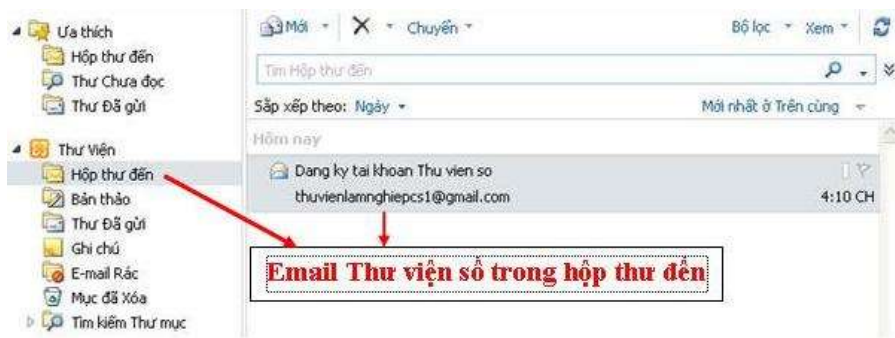 Ưa thích
Hộp thư đến
Thư Chưa đọc
Thư Đã gửi
Thư Viện
Hộp thư đến
Bản thảo
Thư Đã gửi
Ghi chú
E-mail Rác
Mục đã Xóa
Tìm kiếm Thư mục
Mới Chuyển Bộ lọc Xem
Tìm Hộp thư đến
Sắp xếp theo: Ngày Mới nhất ở Trên cùng
Hôm nay
Dang ky tai khoan Thu vien so
thuvienlamnghiepcs1@gmail.com 4:10 CH
Email Thư viện số trong hộp thư đến